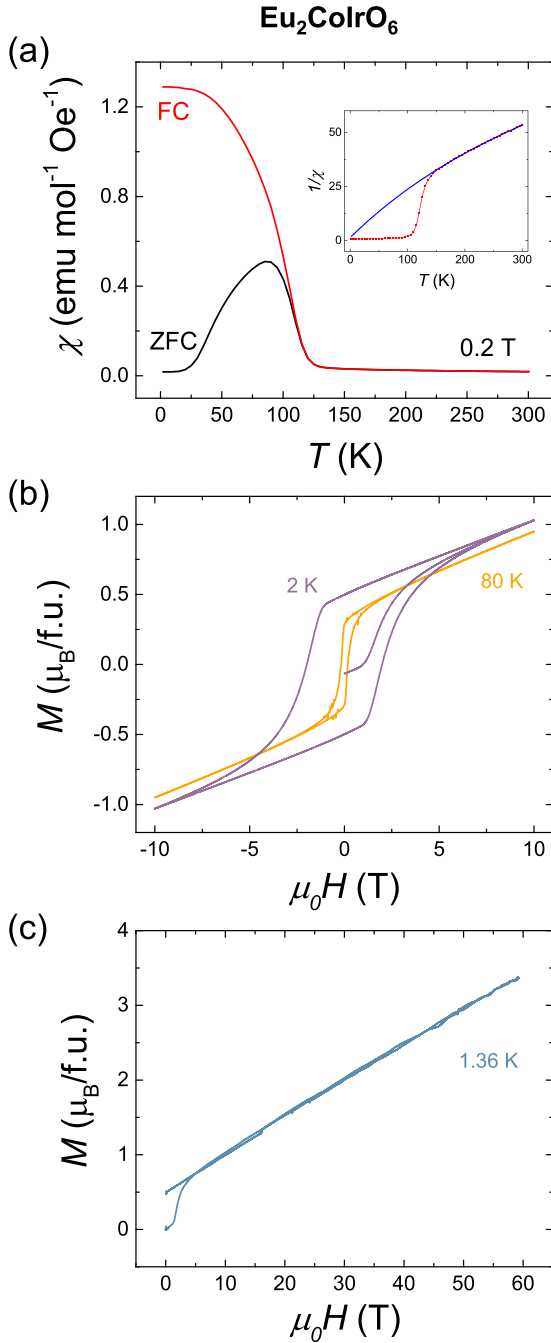 Eu₂CoIrO₆
(a)
1.2
0.8
0.4
0.0
χ (emu mol⁻¹ Oe⁻¹)
FC
ZFC
0.2 T
50
25
0
1/χ
0 100 200 300
T (K)
0 50 100 150 200 250 300
T (K)
(b)
1.0
0.5
0.0
-0.5
-1.0
M (μB/f.u.)
2 K
80 K
-10 -5 0 5 10
μ₀H (T)
(c)
4
3
2
1
0
M (μB/f.u.)
1.36 K
0 10 20 30 40 50 60
μ₀H (T)